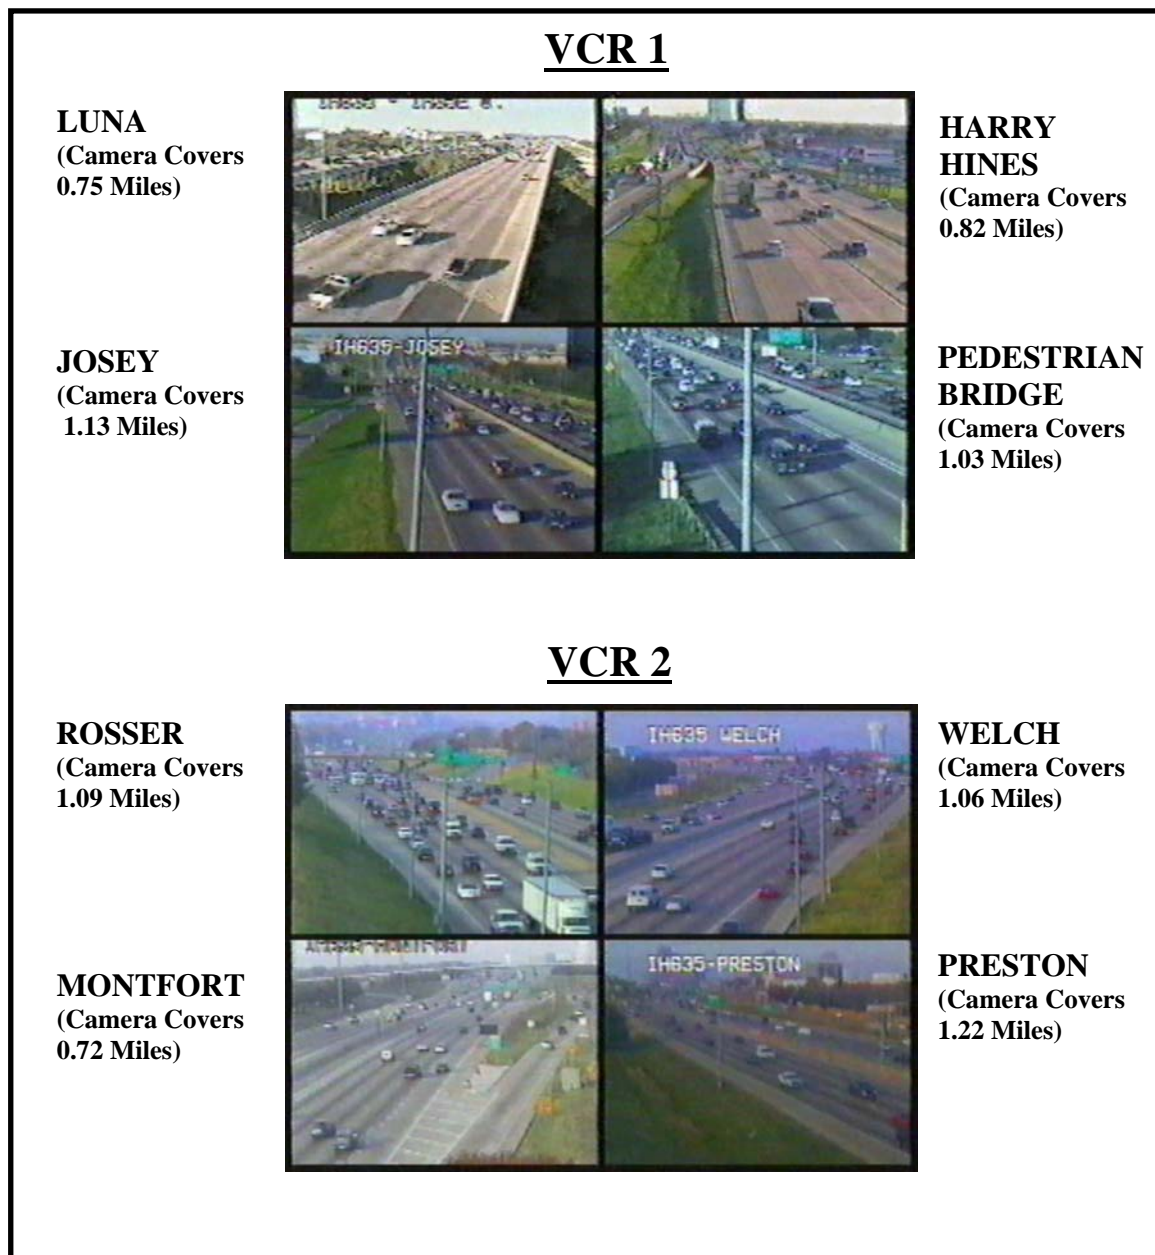 VCR 1
LUNA
(Camera Covers
0.75 Miles)
HARRY
HINES
(Camera Covers
0.82 Miles)
JOSEY
(Camera Covers
1.13 Miles)
IH635-JOSEY
PEDESTRIAN
BRIDGE
(Camera Covers
1.03 Miles)
VCR 2
ROSSER
(Camera Covers
1.09 Miles)
IH635 WELCH
WELCH
(Camera Covers
1.06 Miles)
MONTFORT
(Camera Covers
0.72 Miles)
IH635-PRESTON
PRESTON
(Camera Covers
1.22 Miles)